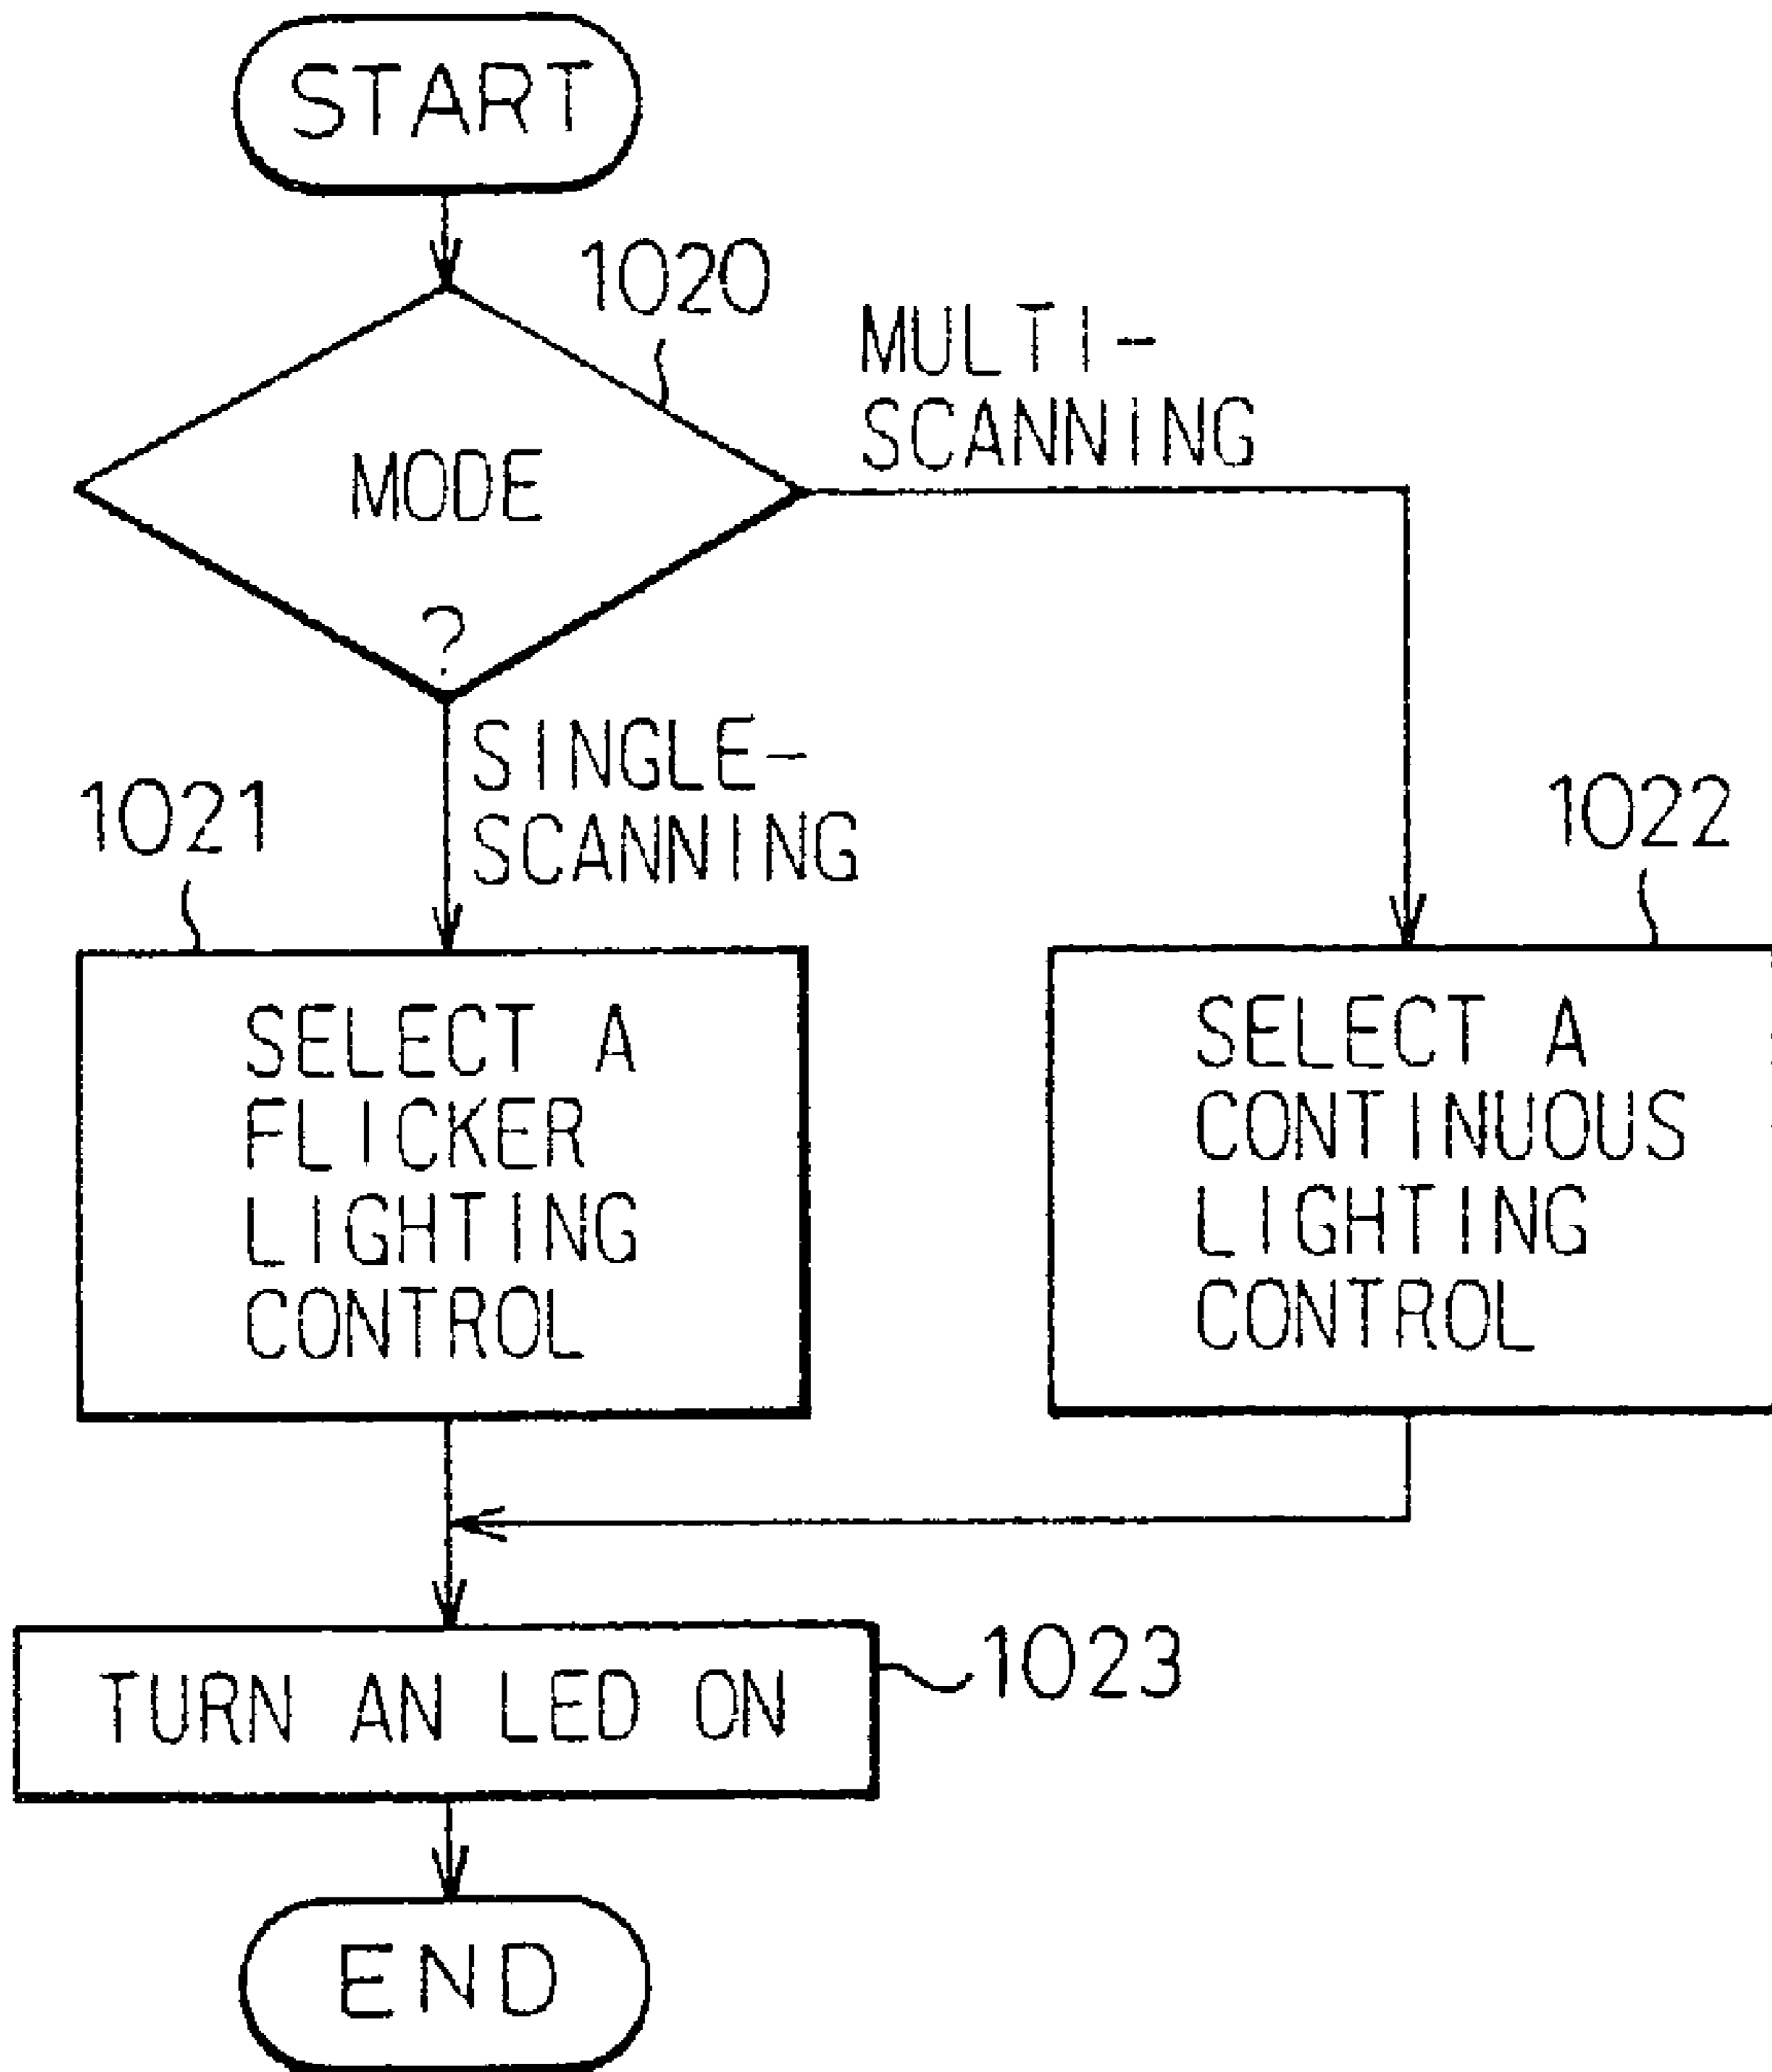 START
1020
MULTI-
SCANNING
MODE
?
SINGLE-
SCANNING
1021
1022
SELECT A
FLICKER
LIGHTING
CONTROL
SELECT A
CONTINUOUS
LIGHTING
CONTROL
TURN AN LED ON
1023
END